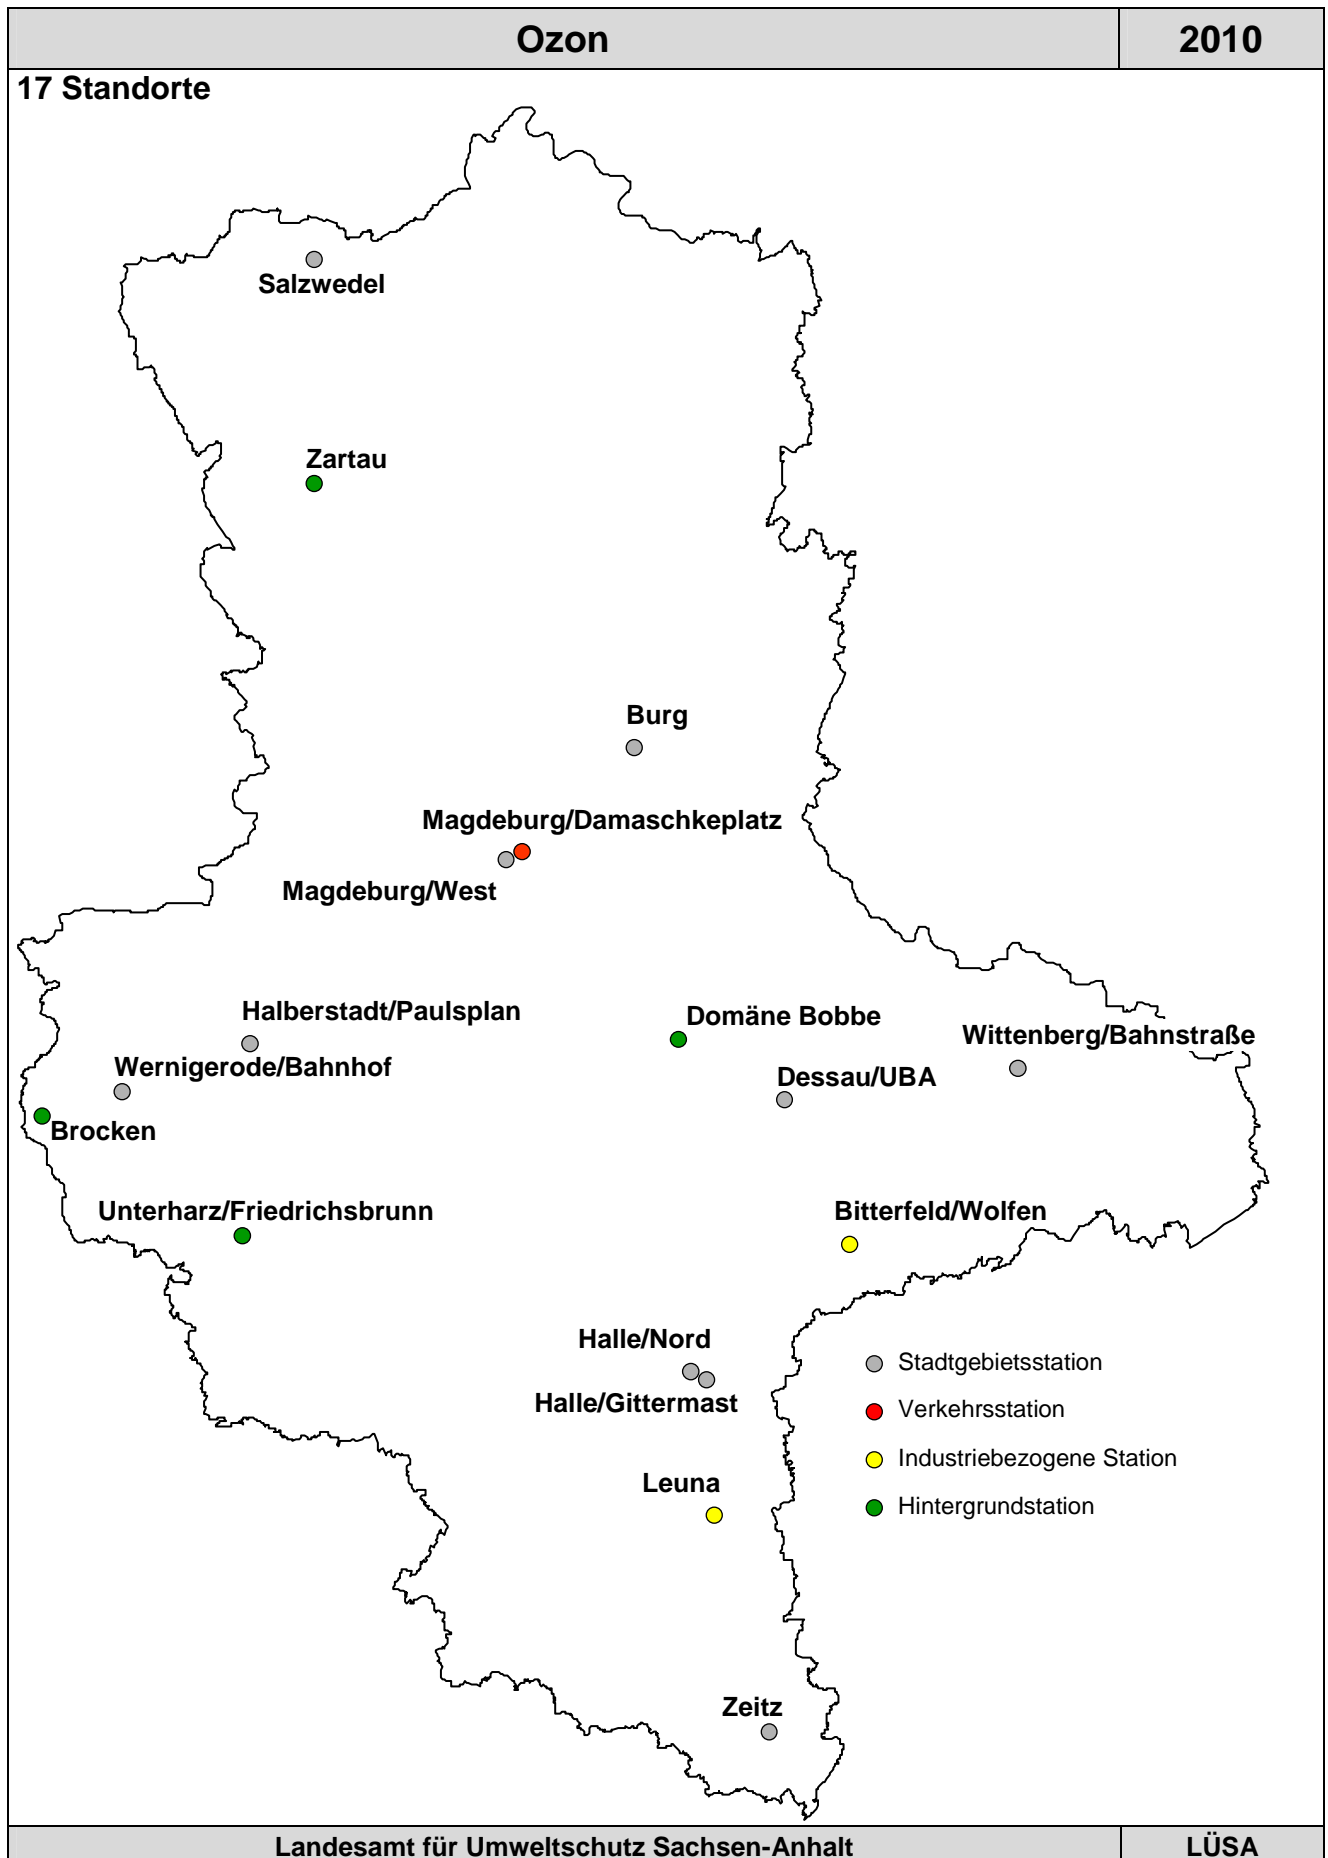 Ozon
2010
17 Standorte
Salzwedel
Zartau
Burg
Magdeburg/Damaschkeplatz
Magdeburg/West
Halberstadt/Paulsplan
Domäne Bobbe
Wittenberg/Bahnstraße
Wernigerode/Bahnhof
Dessau/UBA
Brocken
Unterharz/Friedrichsbrunn
Bitterfeld/Wolfen
Halle/Nord
Halle/Gittermast
Leuna
Zeitz
Stadtgebietsstation
Verkehrsstation
Industriebezogene Station
Hintergrundstation
Landesamt für Umweltschutz Sachsen-Anhalt
LÜSA